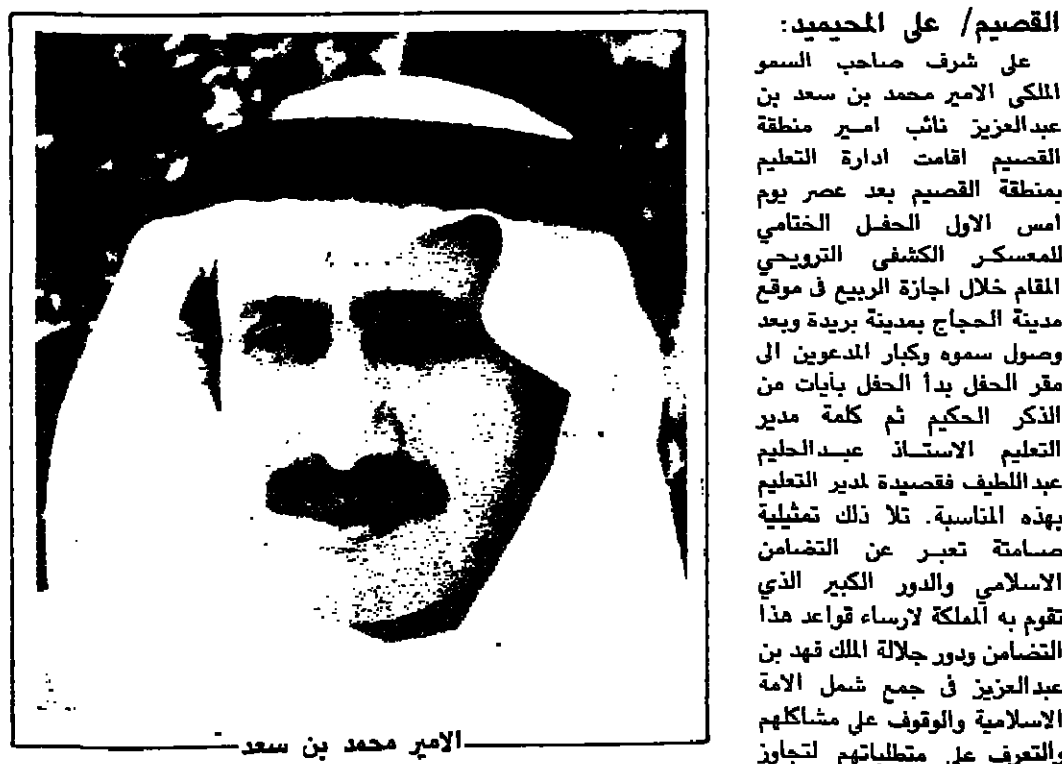 القصيم/ على المحيميد:
على شرف صاحب السمو
الملكى الامير محمد بن سعد بن
عبدالعزيز نائب امير منطقة
القصيم اقامت ادارة التعليم
بمنطقة القصيم بعد عصر يوم
امس الاول الحفل الختامي
للمعسكر الكشفى الترويحي
المقام خلال اجازة الربيع فى موقع
مدينة الحجاج بمدينة بريدة وبعد
وصول سموه وكبار المدعوين الى
مقر الحفل بدأ الحفل بآيات من
الذكر الحكيم ثم كلمة مدير
التعليم الاستاذ عبدالحليم
عبداللطيف فقصيدة لمدير التعليم
بهذه المناسبة. تلا ذلك تمثيلية
صامتة تعبر عن التضامن
الاسلامي والدور الكبير الذي
تقوم به المملكة لارساء قواعد هذا
التضامن ودور جلالة الملك فهد بن
عبدالعزيز فى جمع شمل الامة
الاسلامية والوقوف على مشاكلهم
والتعرف على متطلباتهم لتجاوز
الامير محمد بن سعد